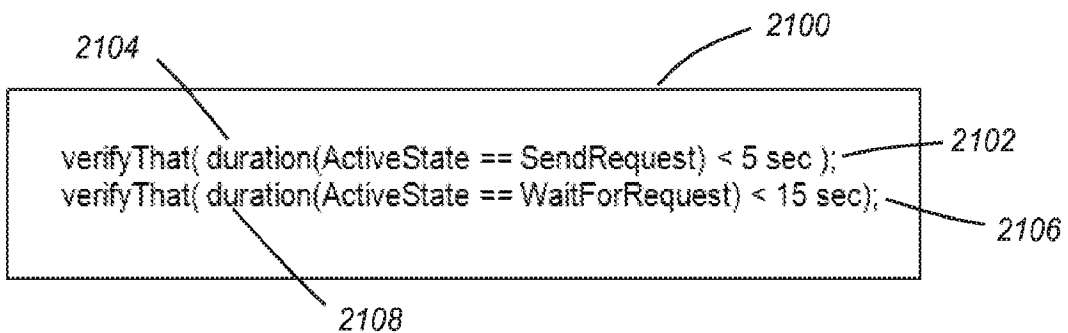 2100
2104
verifyThat( duration(ActiveState == SendRequest) < 5 sec );
2102
verifyThat( duration(ActiveState == WaitForRequest) < 15 sec);
2106
2108